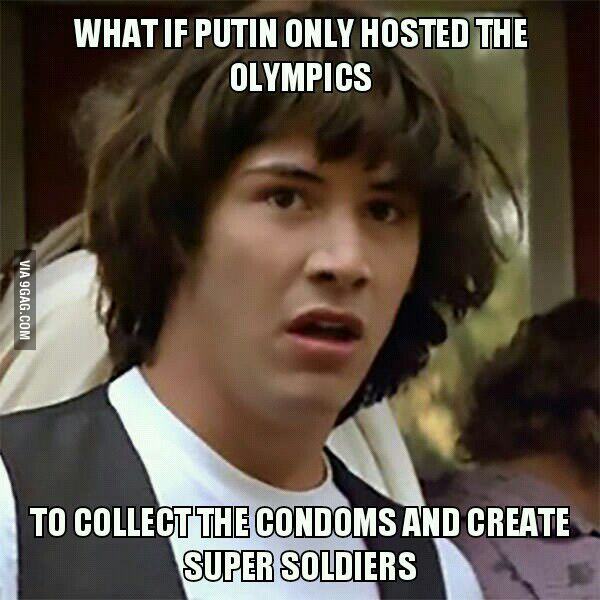 WHAT IF PUTIN ONLY HOSTED THE
OLYMPICS
VIA 9GAG.COM
TO COLLECT THE CONDOMS AND CREATE
SUPER SOLDIERS